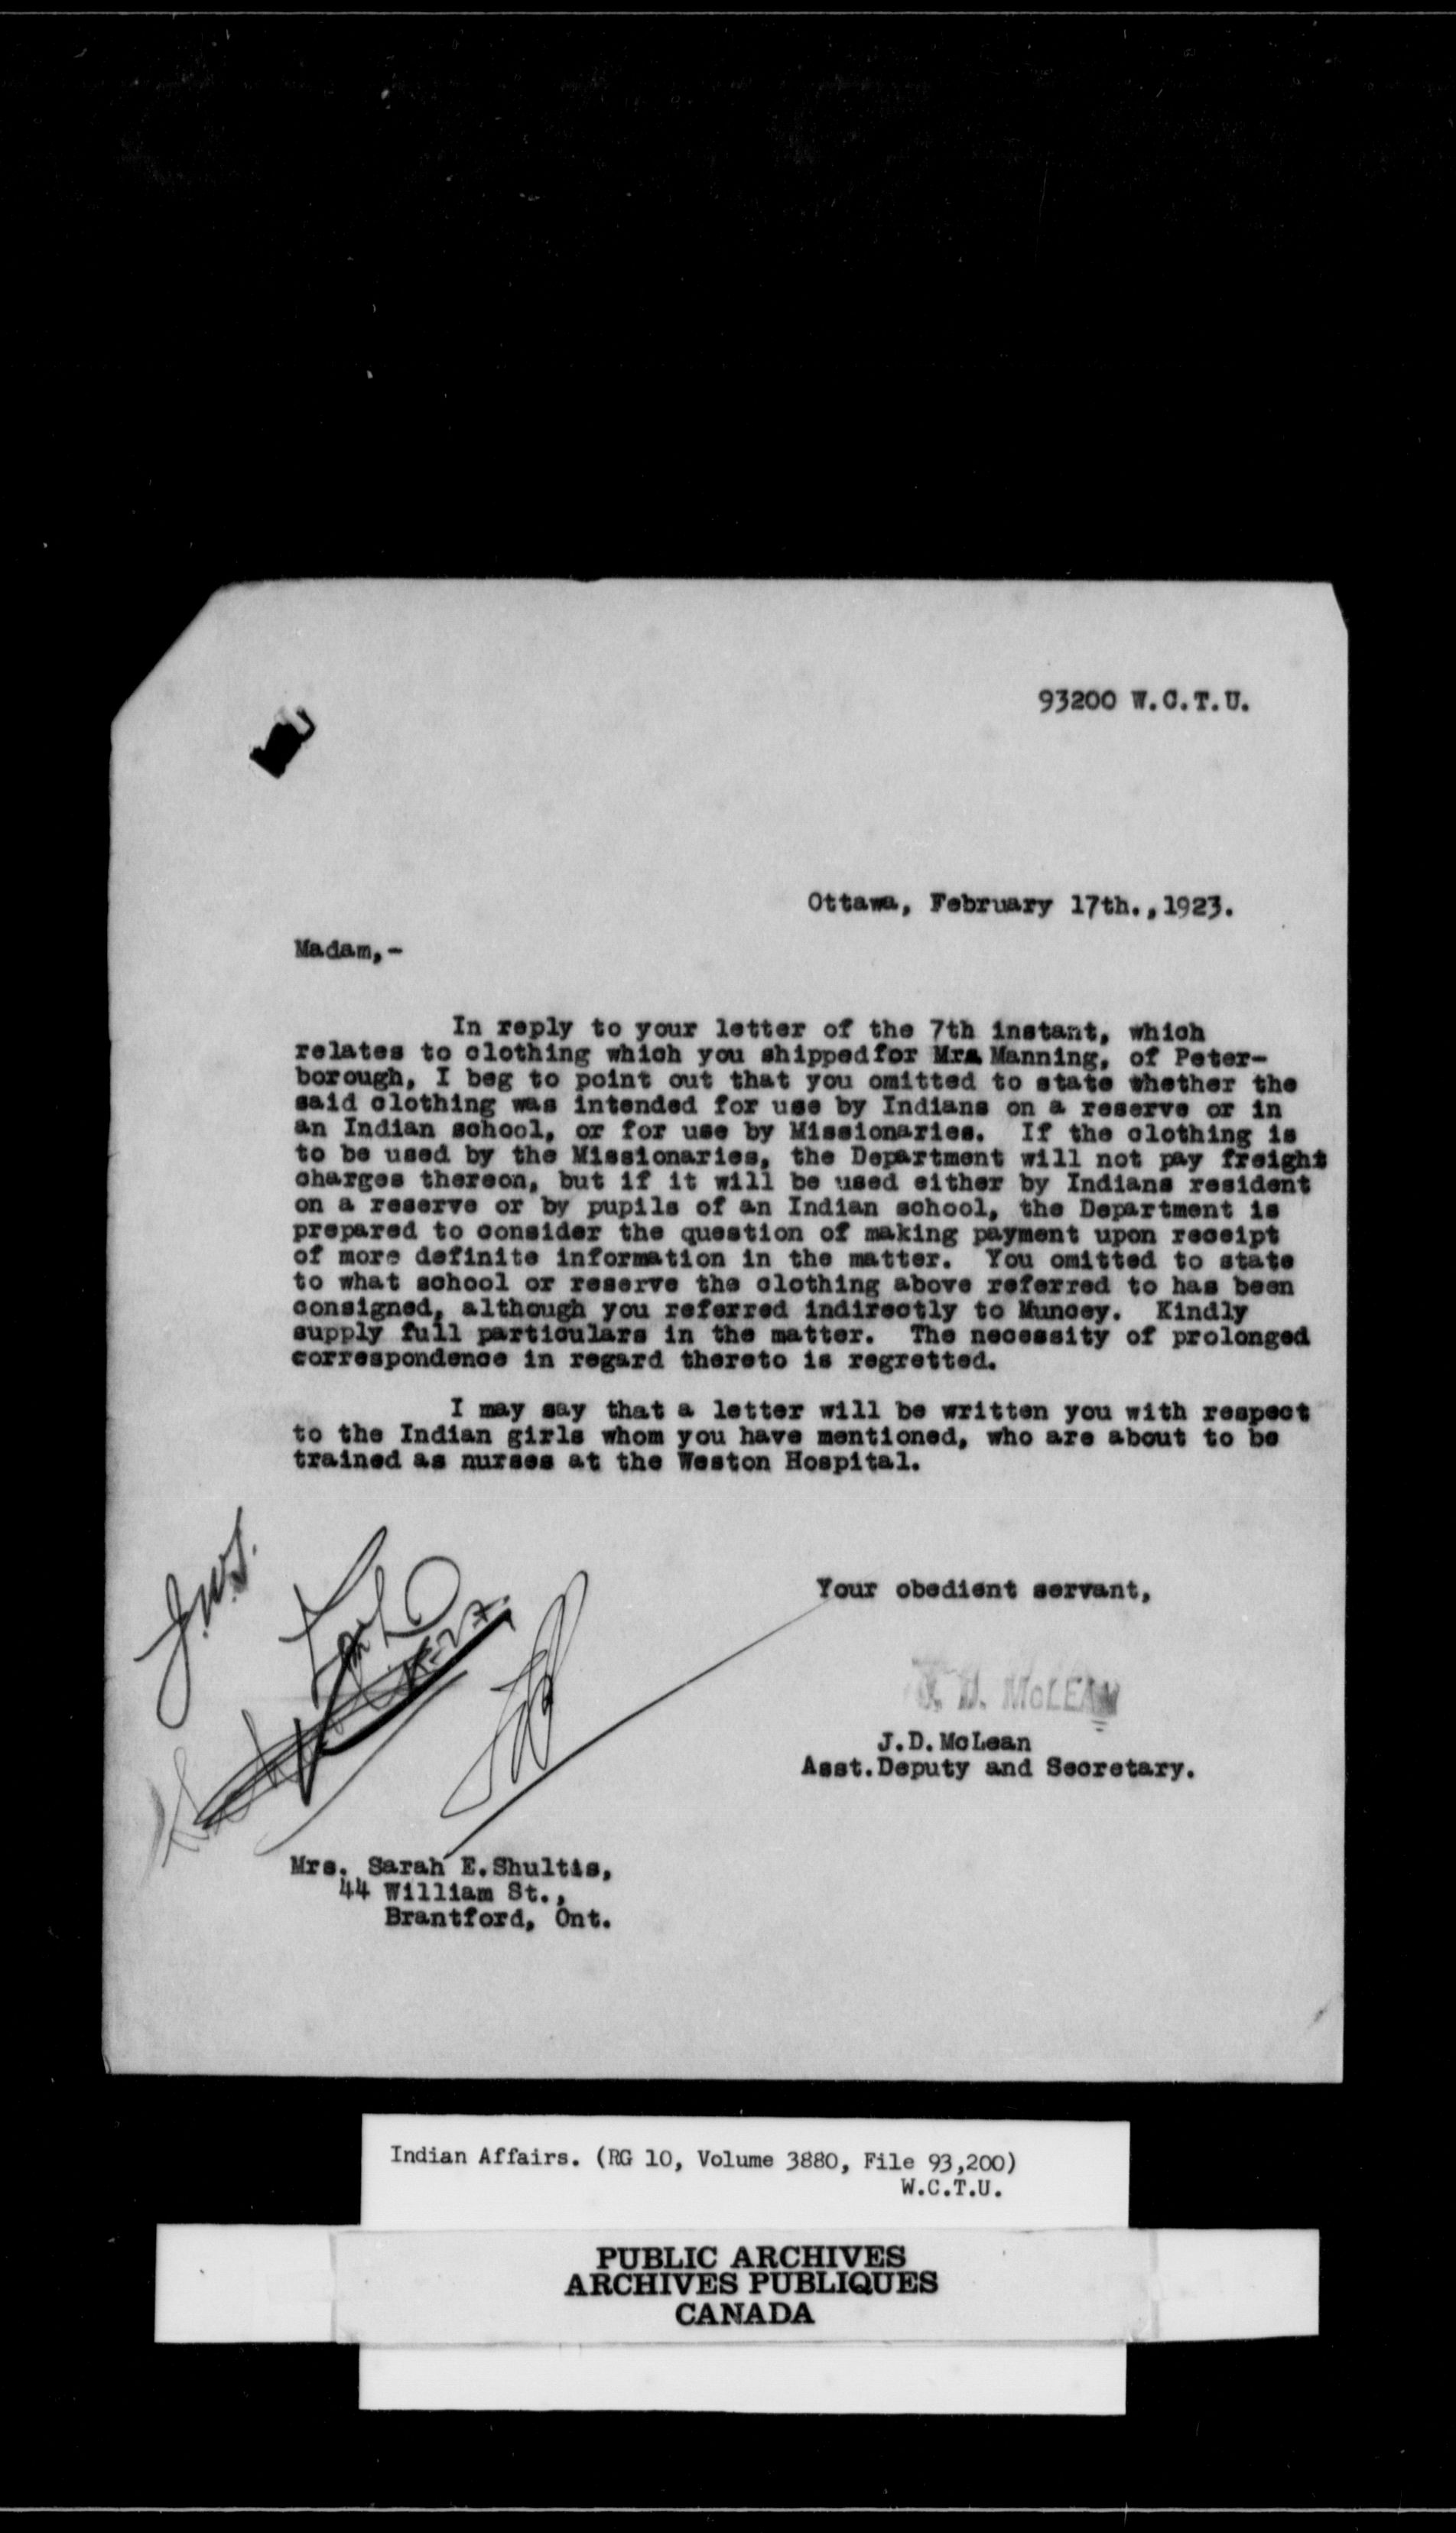 93200 W.C.T.U.
Ottawa, February 17th.,1923.
Madam,-
In reply to your letter of the 7th instant, which
relates to clothing which you shippedfor Mrs Manning, of Peter-
borough, I beg to point out that you omitted to state whether the
said clothing was intended for use by Indians on a reserve or in
an Indian school, or for use by Missionaries. If the clothing is
to be used by the Missionaries, the Department will not pay freight
charges thereon, but if it will be used either by Indians resident
on a reserve or by pupils of an Indian school, the Department is
prepared to consider the question of making payment upon receipt
of more definite information in the matter. You omitted to state
to what school or reserve the clothing above referred to has been
consigned, although you referred indirectly to Muncey. Kindly
supply full particulars in the matter. The necessity of prolonged
correspondence in regard thereto is regretted.
I may say that a letter will be written you with respect
to the Indian girls whom you have mentioned, who are about to be
trained as nurses at the Weston Hospital.
Your obedient servant,
J. D. McLEAN
J.D.McLean
Asst.Deputy and Secretary.
Mrs. Sarah E.Shultis,
44 William St.,
Brantford, Ont.
Indian Affairs. (RG 10, Volume 3880, File 93,200)
W.C.T.U.
PUBLIC ARCHIVES
ARCHIVES PUBLIQUES
CANADA